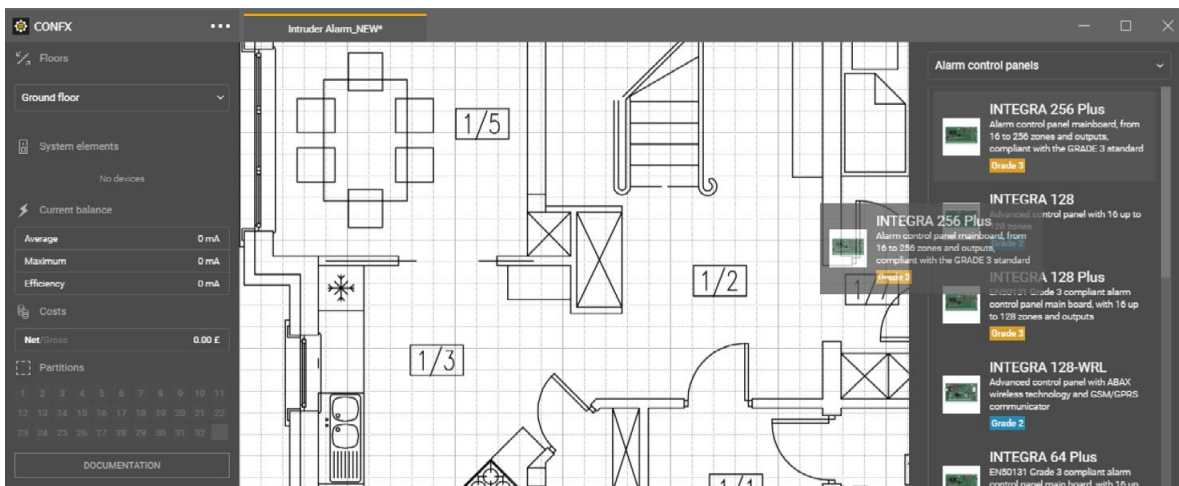 CONFX
Intruder Alarm_NEW*
Floors
Ground floor
System elements
No devices
Current balance
Average 0 mA
Maximum 0 mA
Efficiency 0 mA
Costs
Net/Gross 0.00 £
Partitions
1 2 3 4 5 6 7 8 9 10 11
12 13 14 15 16 17 18 19 20 21 22
23 24 25 26 27 28 29 30 31 32
DOCUMENTATION
1/5
1/2
1/3
1/1
INTEGRA 256 Plus
Alarm control panel mainboard, from
16 to 256 zones and outputs,
compliant with the GRADE 3 standard
Grade 3
Alarm control panels
INTEGRA 256 Plus
Alarm control panel mainboard, from
16 to 256 zones and outputs,
compliant with the GRADE 3 standard
Grade 3
INTEGRA 128
Advanced control panel with 16 up to
128 zones
Grade 2
INTEGRA 128 Plus
EN50131 Grade 3 compliant alarm
control panel main board, with 16 up
to 128 zones and outputs
Grade 3
INTEGRA 128-WRL
Advanced control panel with ABAX
wireless technology and GSM/GPRS
communicator
Grade 2
INTEGRA 64 Plus
EN50131 Grade 3 compliant alarm
control panel main board, with 16 up